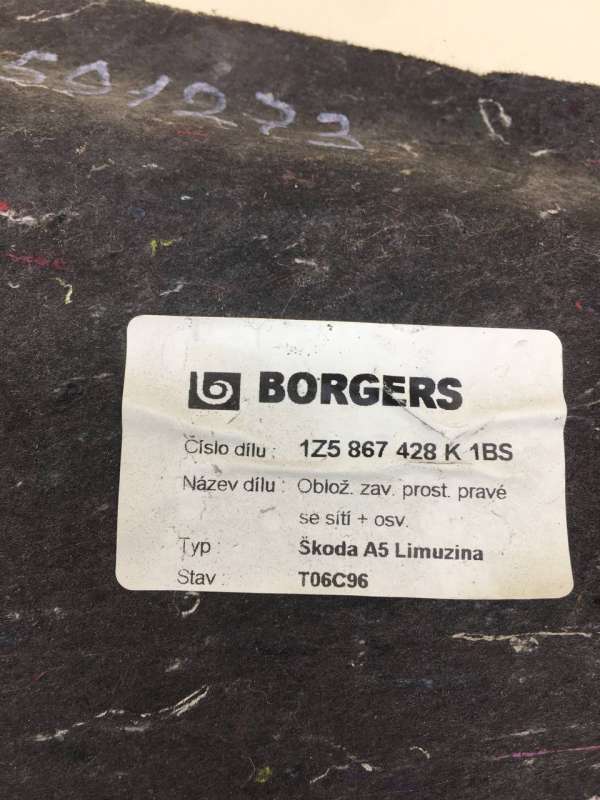 501273
BORGERS
Číslo dílu : 1Z5 867 428 K 1BS
Název dílu : Oblož. zav. prost. pravé
se sítí + osv.
Typ : Škoda A5 Limuzina
Stav : T06C96